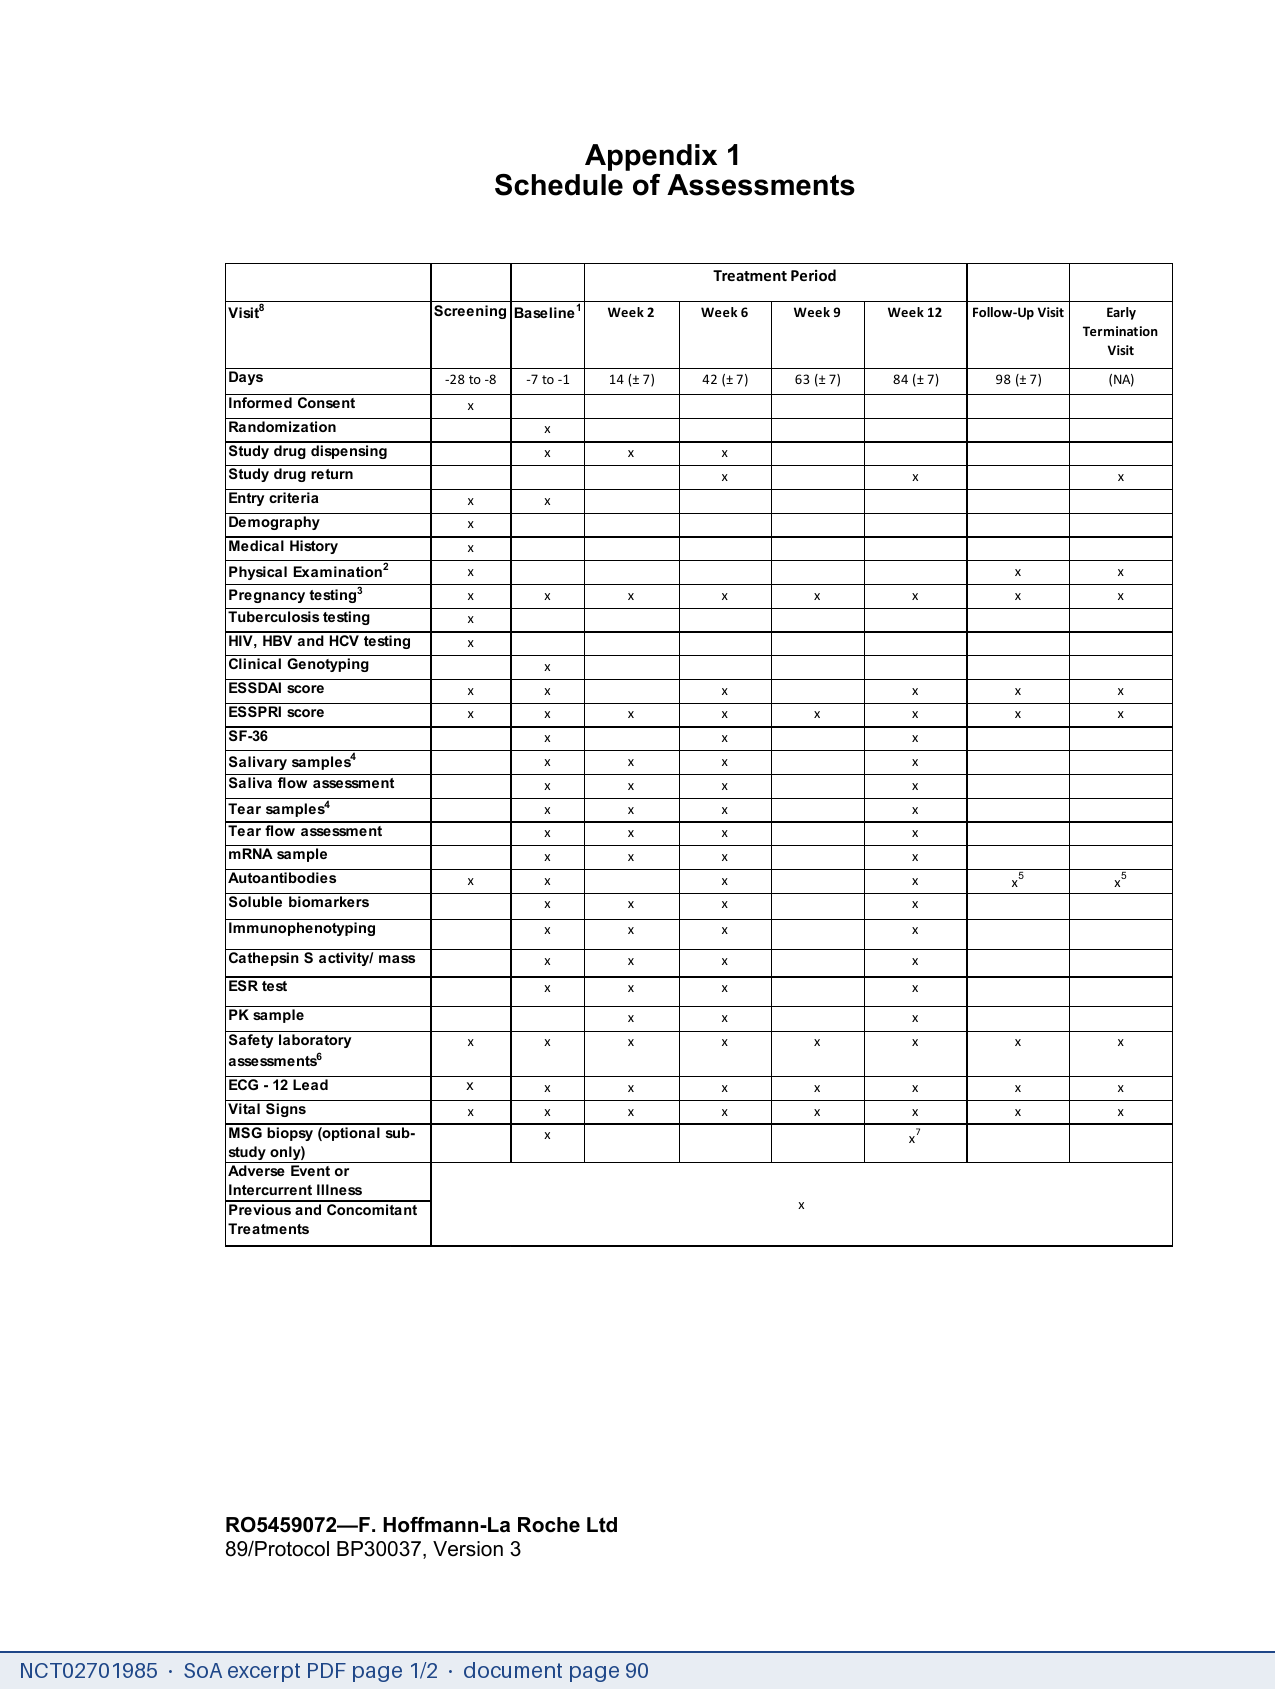 Appendix 1
Schedule of Assessments
Treatment Period
Visit8 Screening Baseline1 Week 2 Week 6 Week 9 Week 12 Follow-Up Visit Early
Termination
Visit
Days -28 to -8 -7 to -1 14 (± 7) 42 (± 7) 63 (± 7) 84 (± 7) 98 (± 7) (NA)
Informed Consent x
Randomization x
Study drug dispensing x x x
Study drug return x x x
Entry criteria x x
Demography x
Medical History x
Physical Examination2 x x x
Pregnancy testing3 x x x x x x x x
Tuberculosis testing x
HIV, HBV and HCV testing x
Clinical Genotyping x
ESSDAI score x x x x x x
ESSPRI score x x x x x x x x
SF-36 x x x
Salivary samples4 x x x x
Saliva flow assessment x x x x
Tear samples4 x x x x
Tear flow assessment x x x x
mRNA sample x x x x
Autoantibodies x x x x x5 x5
Soluble biomarkers x x x x
Immunophenotyping x x x x
Cathepsin S activity/ mass x x x x
ESR test x x x x
PK sample x x x
Safety laboratory x x x x x x x x
assessments6
ECG - 12 Lead x x x x x x x x
Vital Signs x x x x x x x x
MSG biopsy (optional sub- x x7
study only)
Adverse Event or
Intercurrent Illness
x
Previous and Concomitant
Treatments
RO5459072—F. Hoffmann-La Roche Ltd
89/Protocol BP30037, Version 3
NCT02701985 · SoA excerpt PDF page 1/2 · document page 90